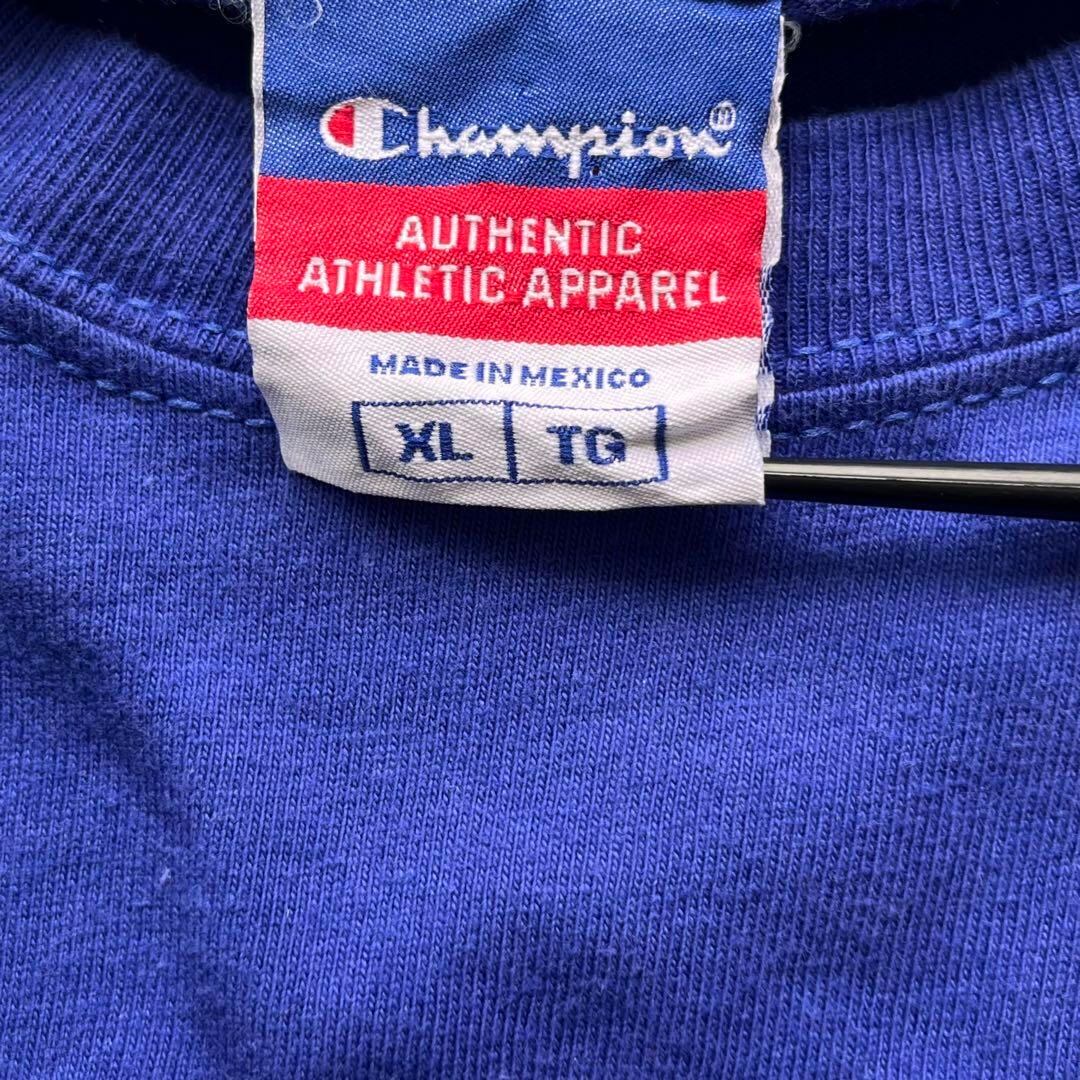 Champion®
AUTHENTIC
ATHLETIC APPAREL
MADE IN MEXICO
XL TG